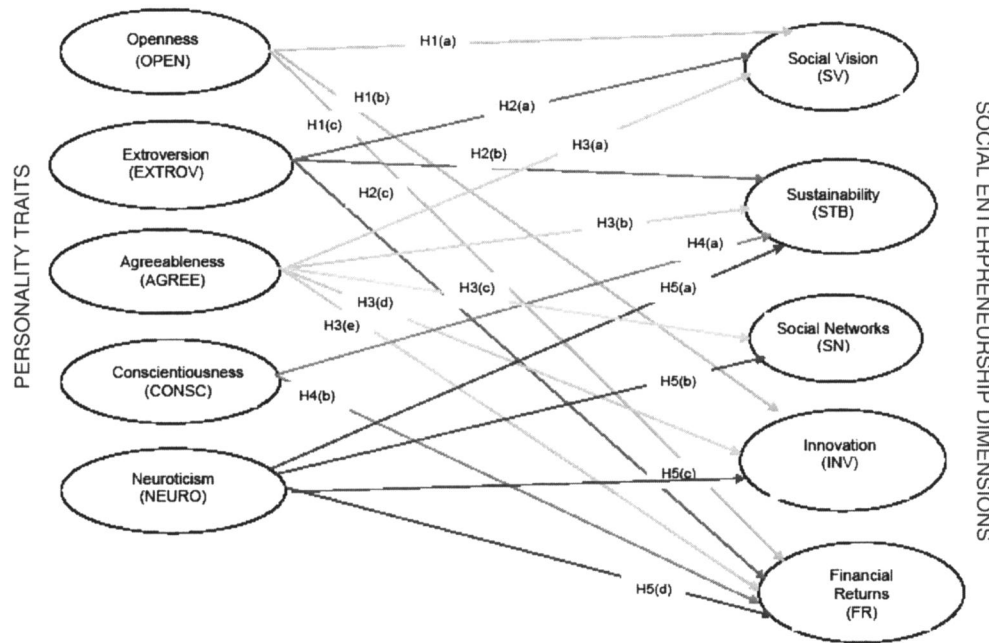 PERSONALITY TRAITS
Openness
(OPEN)
Extroversion
(EXTROV)
Agreeableness
(AGREE)
Conscientiousness
(CONSC)
Neuroticism
(NEURO)
H1(a)
H1(b)
H1(c)
H2(a)
H2(b)
H2(c)
H3(a)
H3(b)
H3(c)
H3(d)
H3(e)
H4(a)
H4(b)
H5(a)
H5(b)
H5(c)
H5(d)
Social Vision
(SV)
Sustainability
(STB)
Social Networks
(SN)
Innovation
(INV)
Financial
Returns
(FR)
SOCIAL ENTERPRENEURSHIP DIMENSIONS